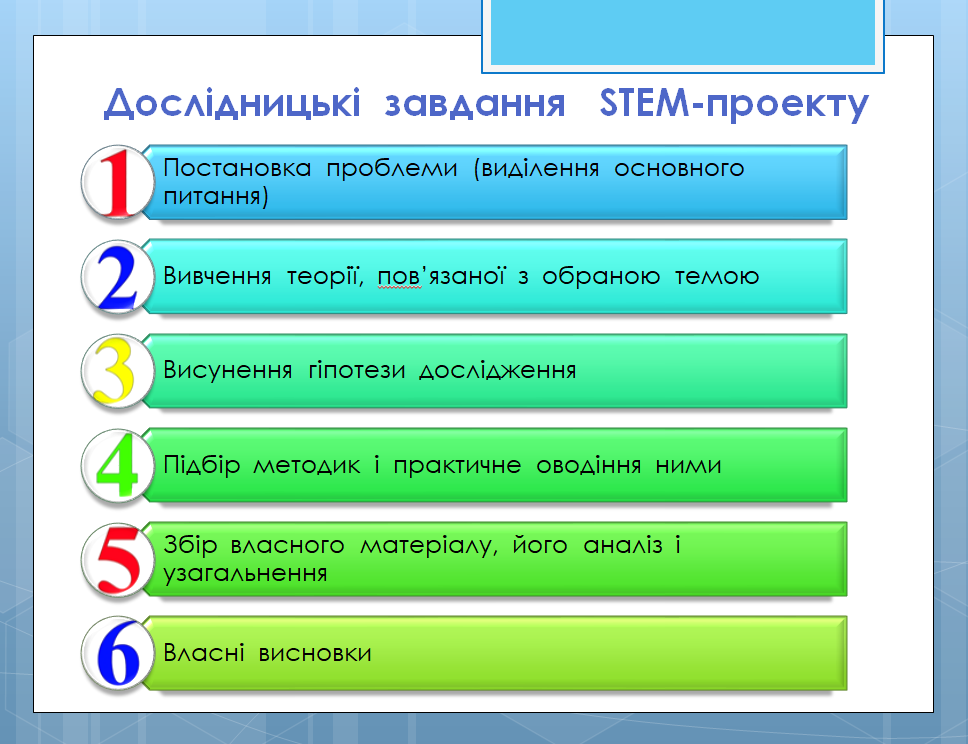 Дослідницькі завдання STEM-проекту
1
Постановка проблеми (виділення основного
питання)
2
Вивчення теорії, пов’язаної з обраною темою
3
Висунення гіпотези дослідження
4
Підбір методик і практичне оводіння ними
5
Збір власного матеріалу, його аналіз і
узагальнення
6
Власні висновки